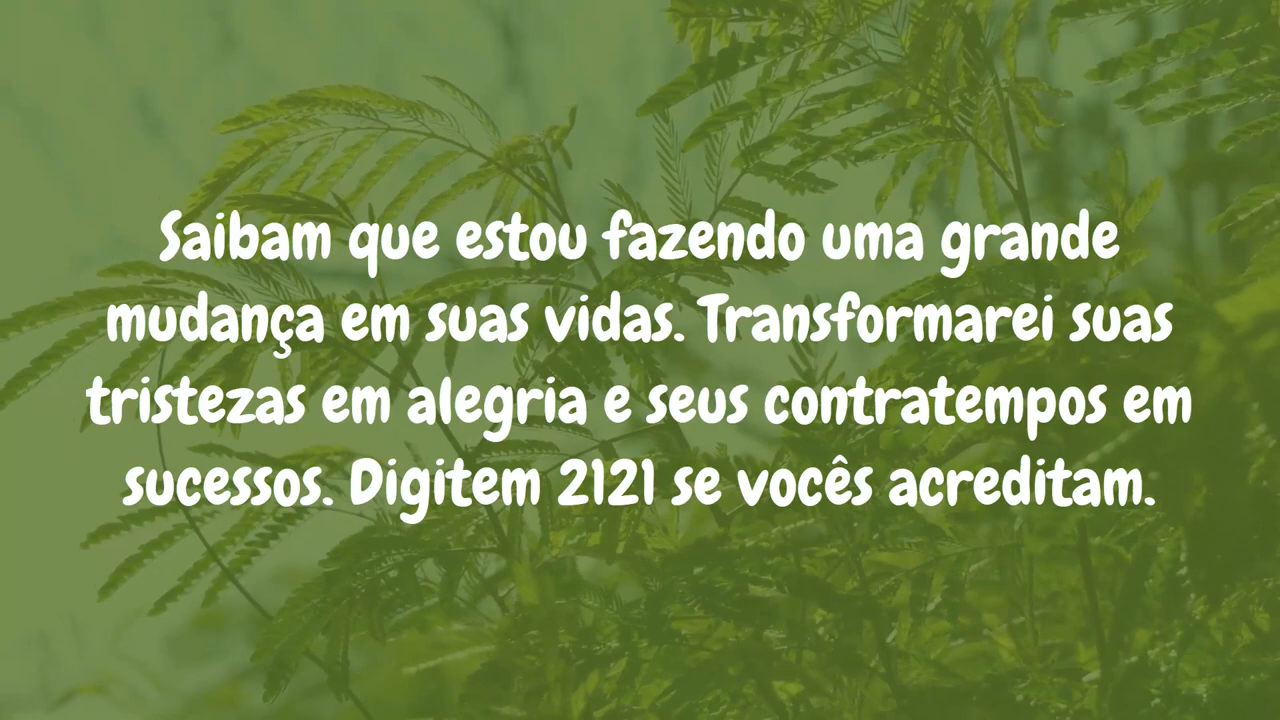 Saibam que estou fazendo uma grande
mudança em suas vidas. Transformarei suas
tristezas em alegria e seus contratempos em
sucessos. Digitem 2121 se vocês acreditam.